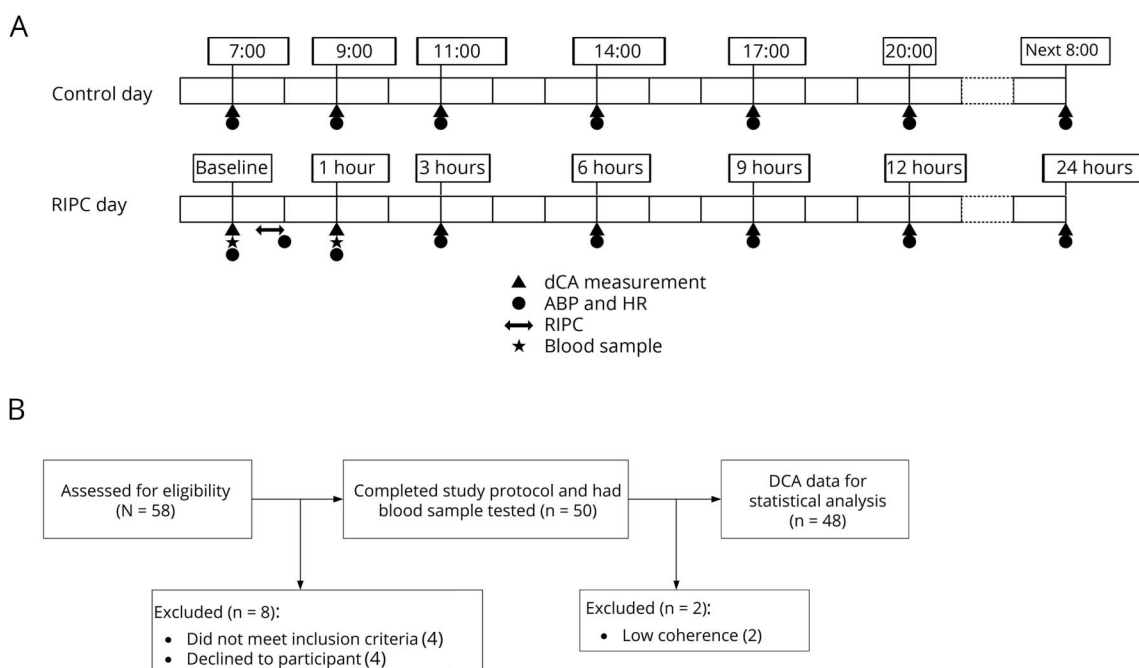 A
7:00 9:00 11:00 14:00 17:00 20:00 Next 8:00
Control day
Baseline 1 hour 3 hours 6 hours 9 hours 12 hours 24 hours
RIPC day
dCA measurement
ABP and HR
RIPC
Blood sample
B
Assessed for eligibility
(N = 58)
Completed study protocol and had
blood sample tested (n = 50)
DCA data for
statistical analysis
(n = 48)
Excluded (n = 8):
• Did not meet inclusion criteria (4)
• Declined to participant (4)
Excluded (n = 2):
• Low coherence (2)